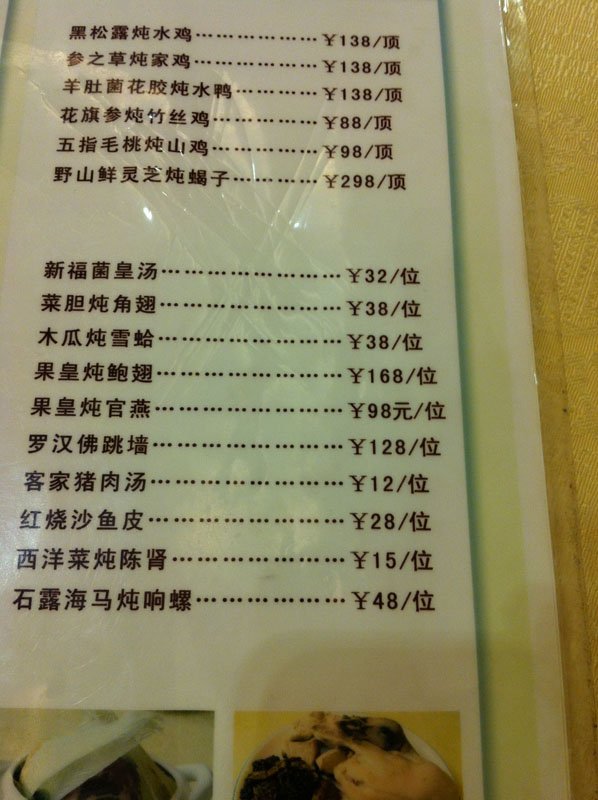 黑松露炖水鸡………………¥138/顶
参之草炖家鸡………………¥138/顶
羊肚菌花胶炖水鸭…………¥138/顶
花旗参炖竹丝鸡……………¥88/顶
五指毛桃炖山鸡……………¥98/顶
野山鲜灵芝炖蝎子…………¥298/顶
新福菌皇汤……………………¥32/位
菜胆炖角翅……………………¥38/位
木瓜炖雪蛤……………………¥38/位
果皇炖鲍翅……………………¥168/位
果皇炖官燕……………………¥98元/位
罗汉佛跳墙……………………¥128/位
客家猪肉汤……………………¥12/位
红烧沙鱼皮……………………¥28/位
西洋菜炖陈肾…………………¥15/位
石露海马炖响螺………………¥48/位